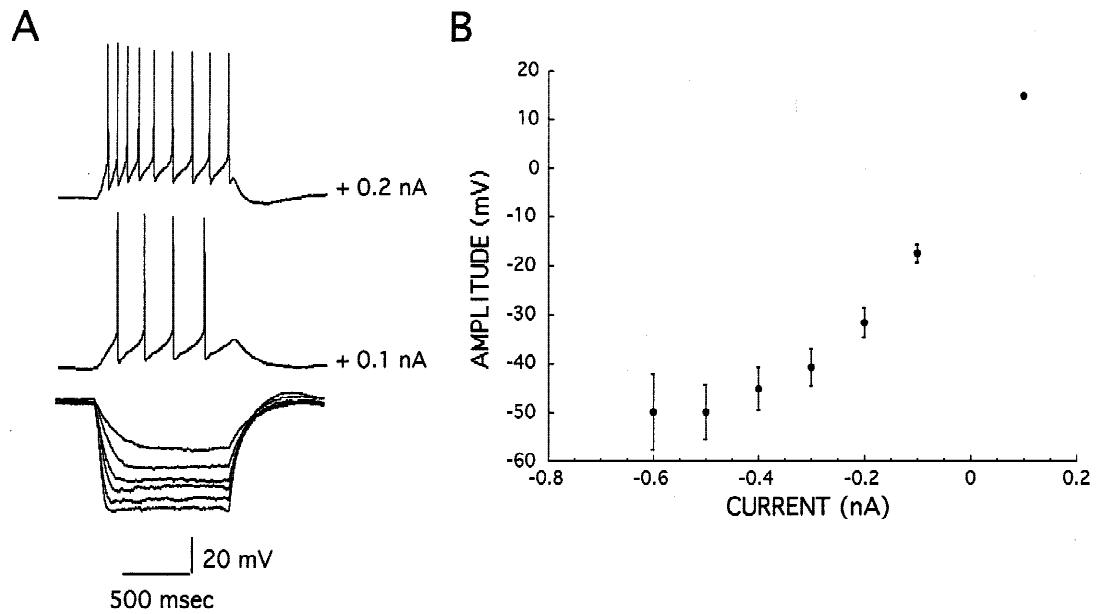 A
+ 0.2 nA
+ 0.1 nA
20 mV
500 msec
B
AMPLITUDE (mV)
20
10
0
-10
-20
-30
-40
-50
-60
-0.8
-0.6
-0.4
-0.2
0
0.2
CURRENT (nA)